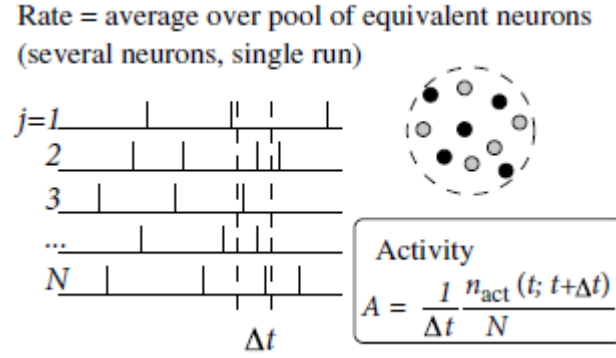 Rate = average over pool of equivalent neurons
(several neurons, single run)
j=1
2
3
...
N
Δt
Activity
A = 1/Δt n_act (t; t+Δt)/N